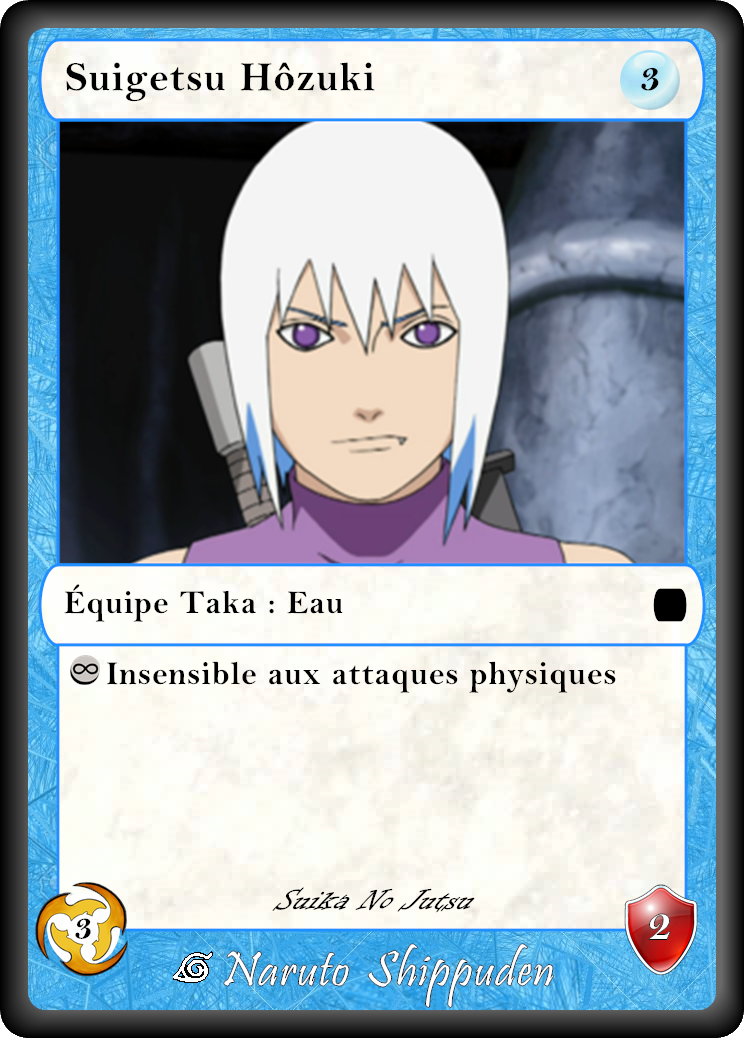 Suigetsu Hôzuki
3
Équipe Taka : Eau
∞ Insensible aux attaques physiques
Suika No Jutsu
3
2
Naruto Shippuden